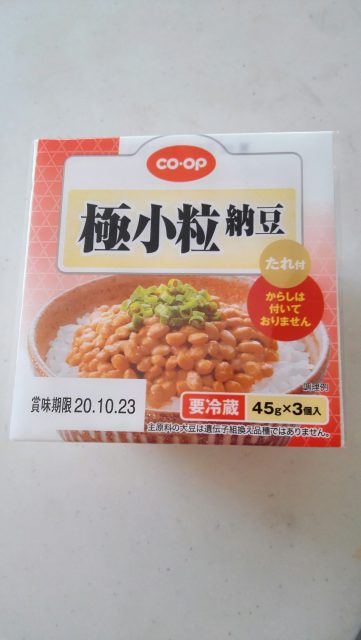 CO·OP
極小粒納豆
たれ付
からしは
付いて
おりません
調理例
賞味期限 20.10.23
要冷蔵
45g×3個入
主原料の大豆は遺伝子組換え品種ではありません。